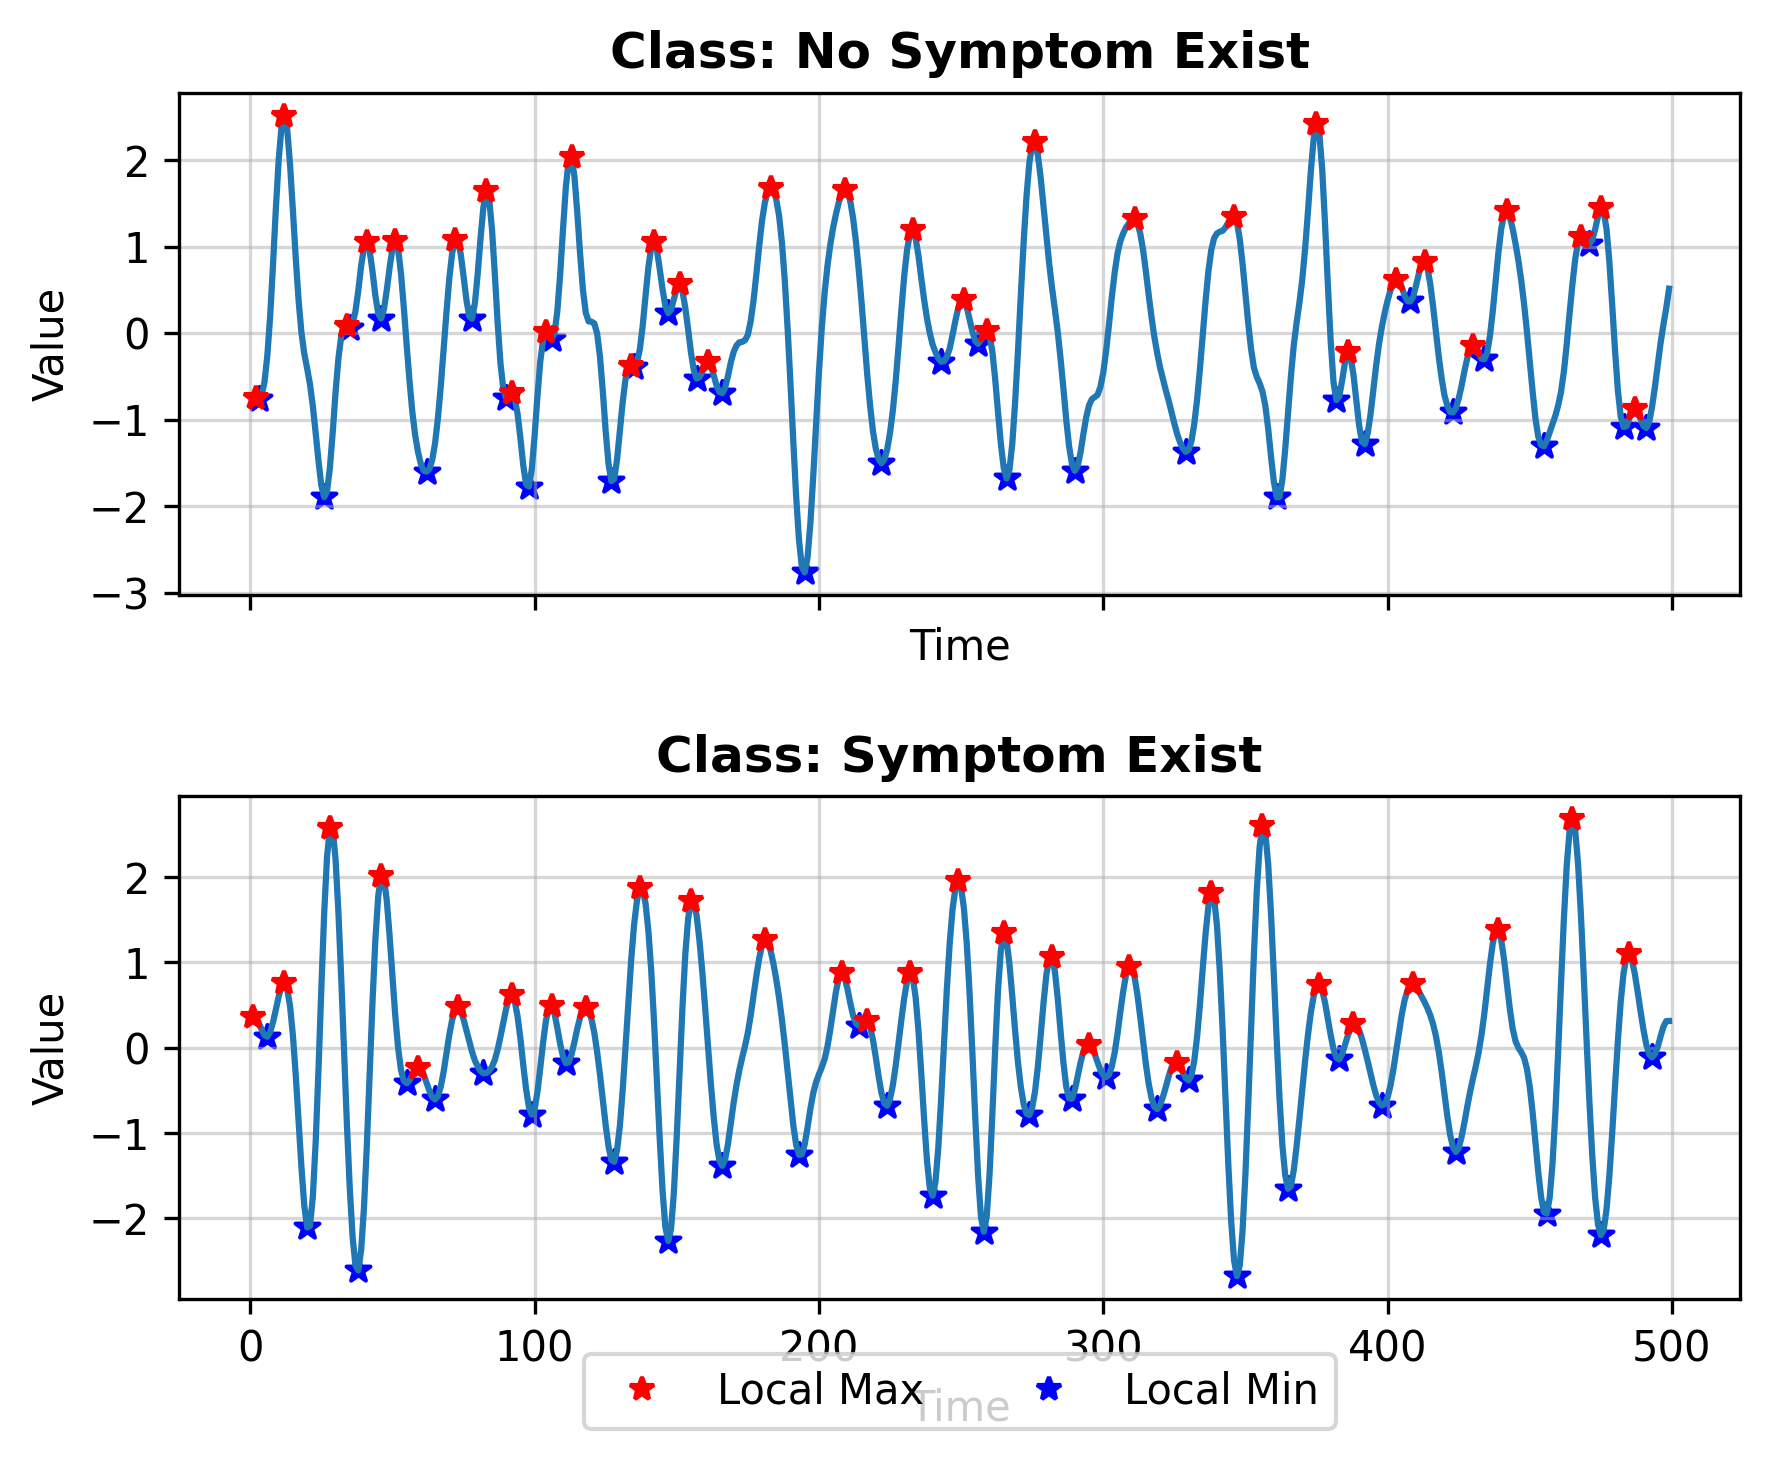 Class: No Symptom Exist
Value
2
1
0
−1
−2
−3
Time
Class: Symptom Exist
Value
2
1
0
−1
−2
0 100 200 300 400 500
Time
Local Max Local Min